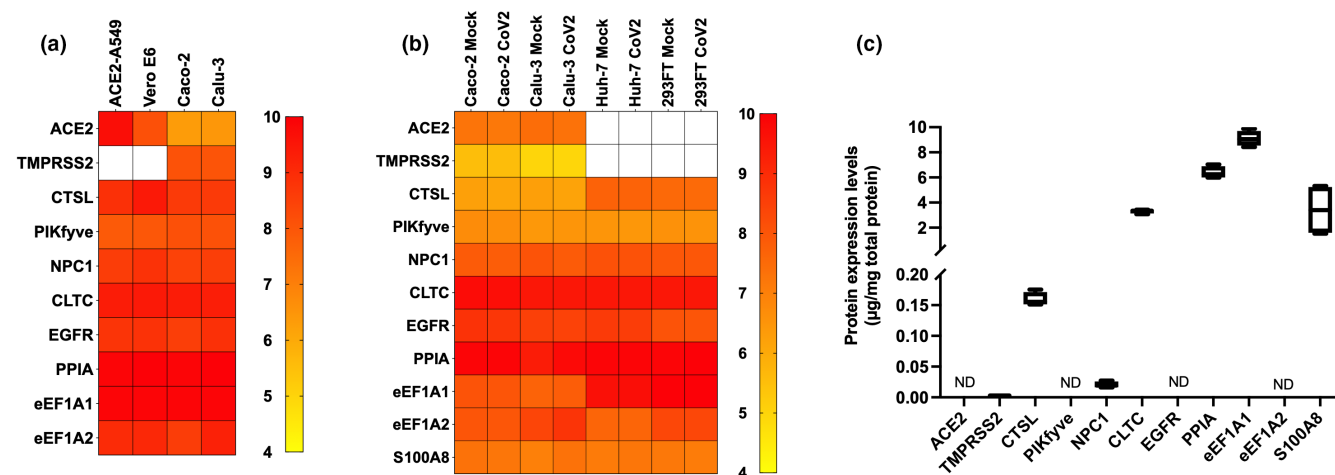 (a)
ACE2-A549
Vero E6
Caco-2
Calu-3
ACE2
TMPRSS2
CTSL
PIKfyve
NPC1
CLTC
EGFR
PPIA
eEF1A1
eEF1A2
10
9
8
7
6
5
4
(b)
Caco-2 Mock
Caco-2 CoV2
Calu-3 Mock
Calu-3 CoV2
Huh-7 Mock
Huh-7 CoV2
293FT Mock
293FT CoV2
ACE2
TMPRSS2
CTSL
PIKfyve
NPC1
CLTC
EGFR
PPIA
eEF1A1
eEF1A2
S100A8
10
9
8
7
6
5
4
(c)
Protein expression levels
(µg/mg total protein)
10
8
6
4
2
0.20
0.15
0.10
0.05
0.00
ND
ND
ND
ND
ACE2
TMPRSS2
CTSL
PIKfyve
NPC1
CLTC
EGFR
PPIA
eEF1A1
eEF1A2
S100A8